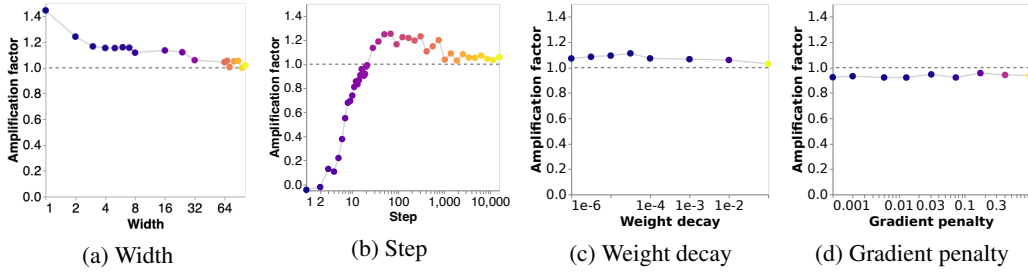 Amplification factor
1.4
1.2
1.0
0.8
0.6
0.4
0.2
0.0
1 2 4 8 16 32 64
Width
(a) Width
Amplification factor
1.4
1.2
1.0
0.8
0.6
0.4
0.2
0.0
1 2 10 100 1,000 10,000
Step
(b) Step
Amplification factor
1.4
1.2
1.0
0.8
0.6
0.4
0.2
0.0
1e-6 1e-4 1e-3 1e-2
Weight decay
(c) Weight decay
Amplification factor
1.4
1.2
1.0
0.8
0.6
0.4
0.2
0.0
0.001 0.01 0.03 0.1 0.3
Gradient penalty
(d) Gradient penalty